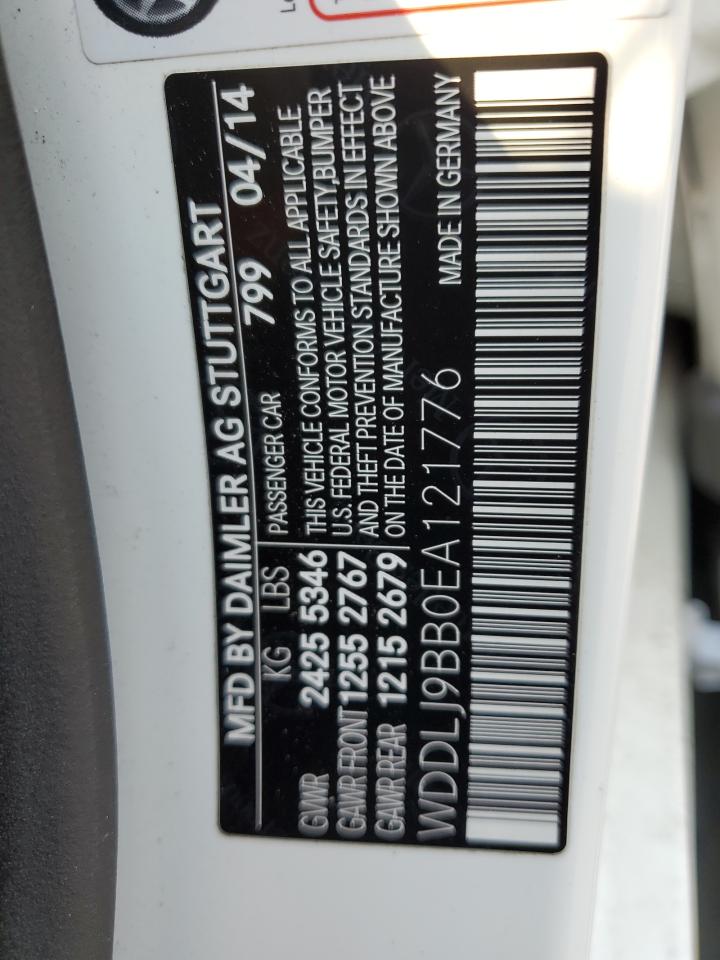 MFD BY DAIMLER AG STUTTGART
799 04/14
KG LBS PASSENGER CAR
GVWR 2425 5346 THIS VEHICLE CONFORMS TO ALL APPLICABLE
U.S. FEDERAL MOTOR VEHICLE SAFETY,BUMPER
GAWR FRONT 1255 2767 AND THEFT PREVENTION STANDARDS IN EFFECT
GAWR REAR 1215 2679 ON THE DATE OF MANUFACTURE SHOWN ABOVE
WDDLJ9BB0EA121776 MADE IN GERMANY